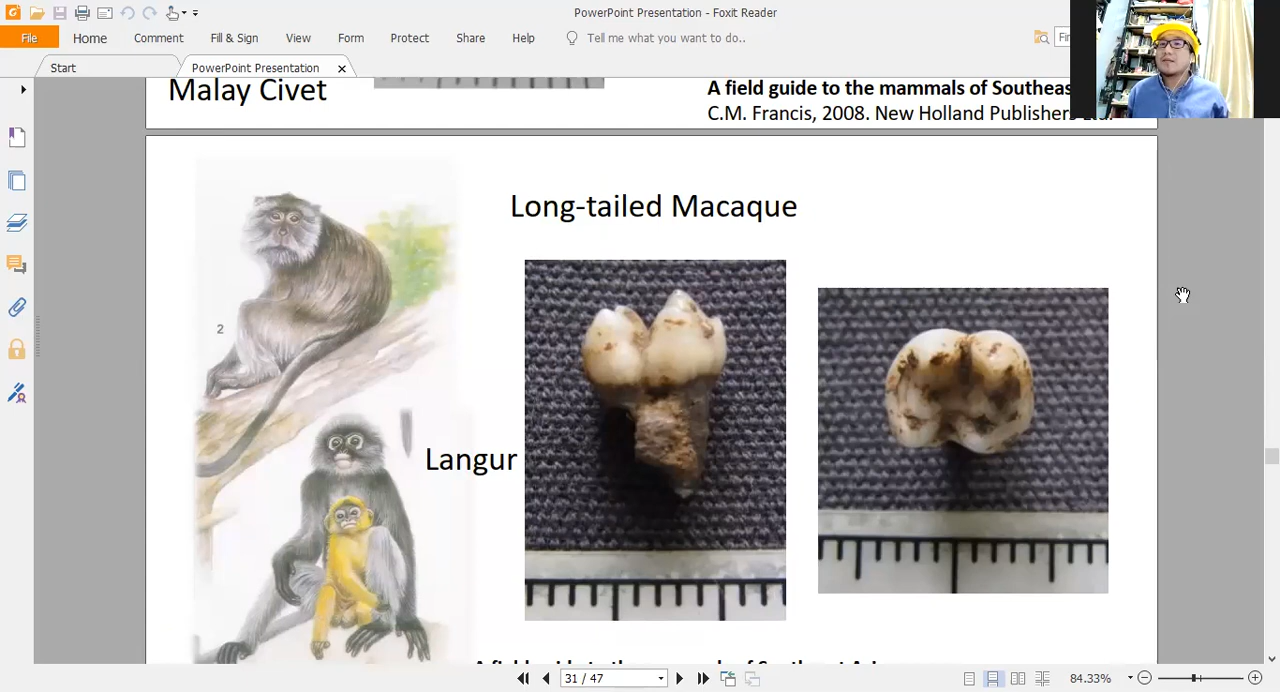 PowerPoint Presentation - Foxit Reader
File Home Comment Fill & Sign View Form Protect Share Help Tell me what you want to do..
Start PowerPoint Presentation
Malay Civet
A field guide to the mammals of
C.M. Francis, 2008. New Holland Publishers
Long-tailed Macaque
2
Langur
31 / 47
84.33%